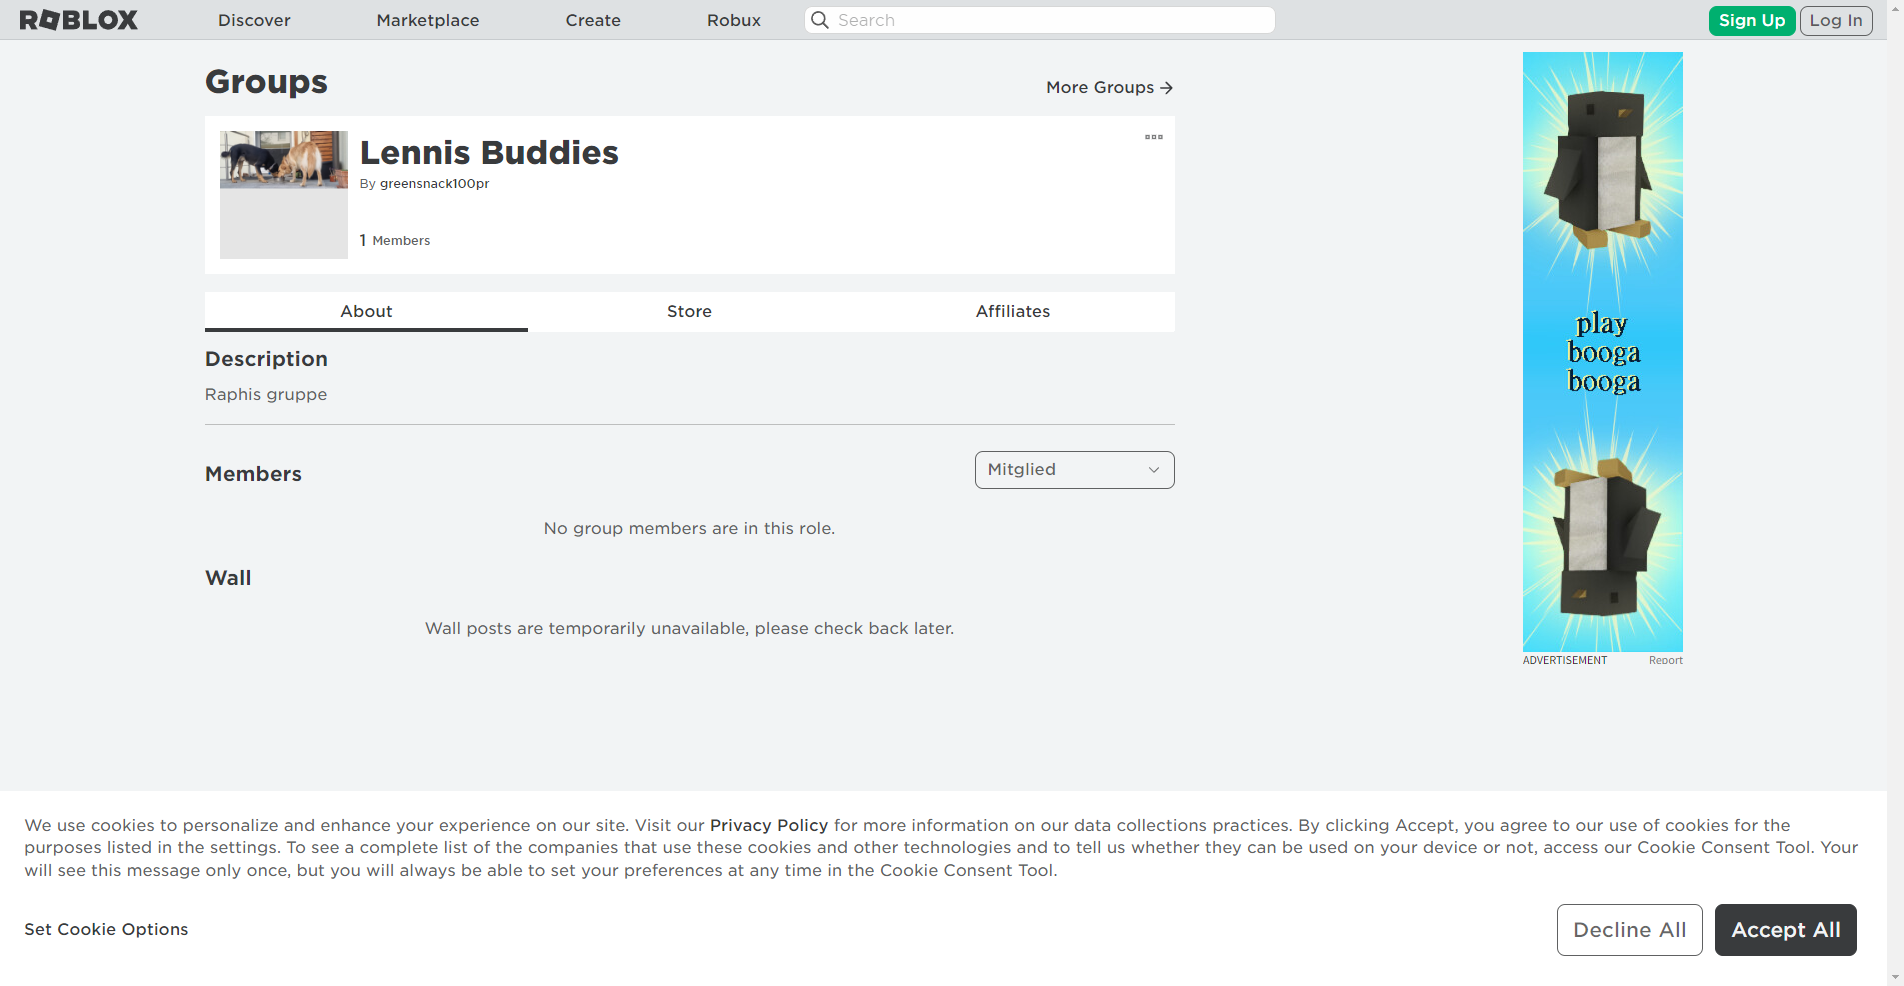 ROBLOX
Discover
Marketplace
Create
Robux
Search
Sign Up
Log In
Groups
More Groups
Lennis Buddies
By greensnack100pr
1 Members
About
Store
Affiliates
Description
Raphis gruppe
Members
Mitglied
No group members are in this role.
Wall
Wall posts are temporarily unavailable, please check back later.
play
booga
booga
ADVERTISEMENT
Report
We use cookies to personalize and enhance your experience on our site. Visit our Privacy Policy for more information on our data collections practices. By clicking Accept, you agree to our use of cookies for the
purposes listed in the settings. To see a complete list of the companies that use these cookies and other technologies and to tell us whether they can be used on your device or not, access our Cookie Consent Tool. Your
will see this message only once, but you will always be able to set your preferences at any time in the Cookie Consent Tool.
Set Cookie Options
Decline All
Accept All